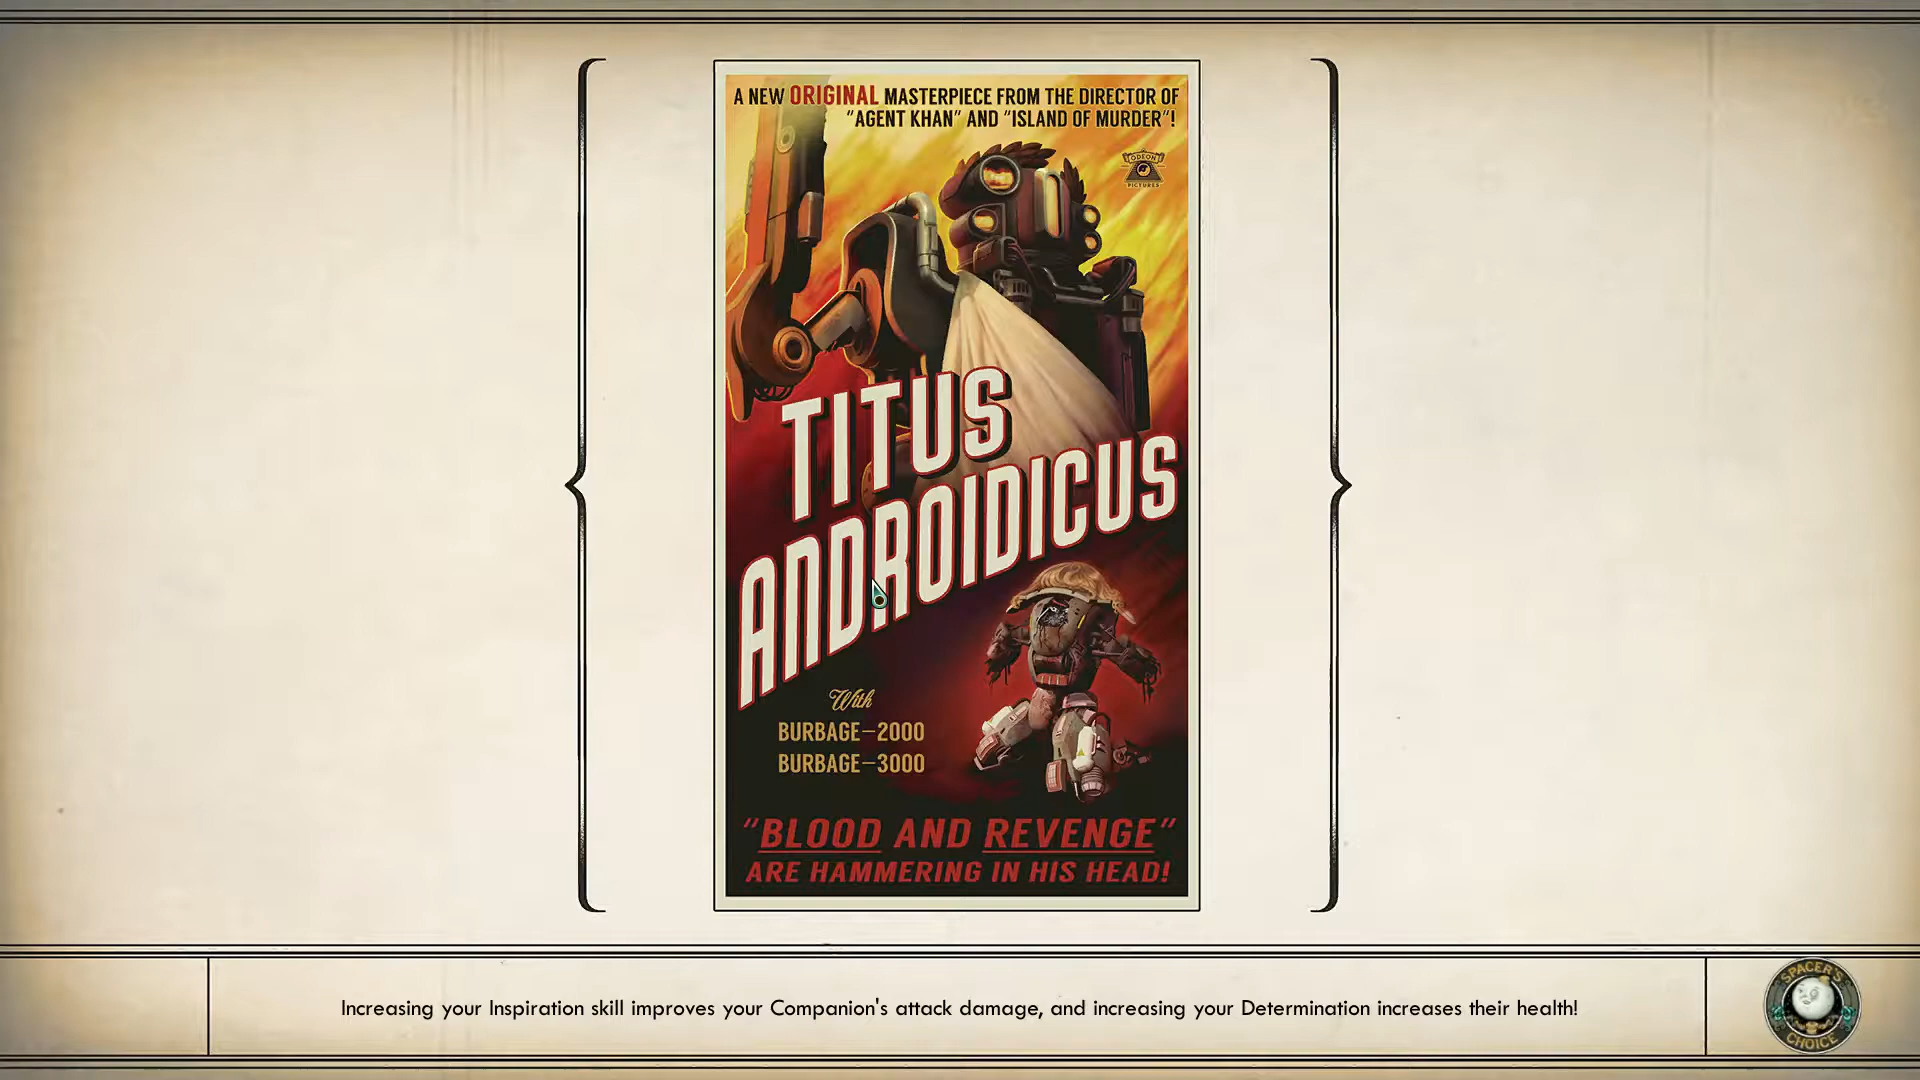 A NEW ORIGINAL MASTERPIECE FROM THE DIRECTOR OF
"AGENT KHAN" AND "ISLAND OF MURDER"!
ODEON
PICTURES
TITUS
ANDROIDICUS
With
BURBAGE-2000
BURBAGE-3000
"BLOOD AND REVENGE"
ARE HAMMERING IN HIS HEAD!
Increasing your Inspiration skill improves your Companion's attack damage, and increasing your Determination increases their health!
SPACER'S
CHOICE